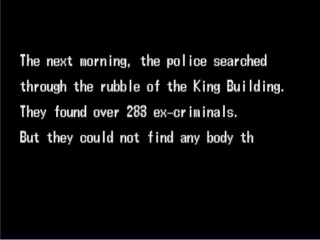 The next morning, the police searched
through the rubble of the King Building.
They found over 283 ex-criminals.
But they could not find any body th